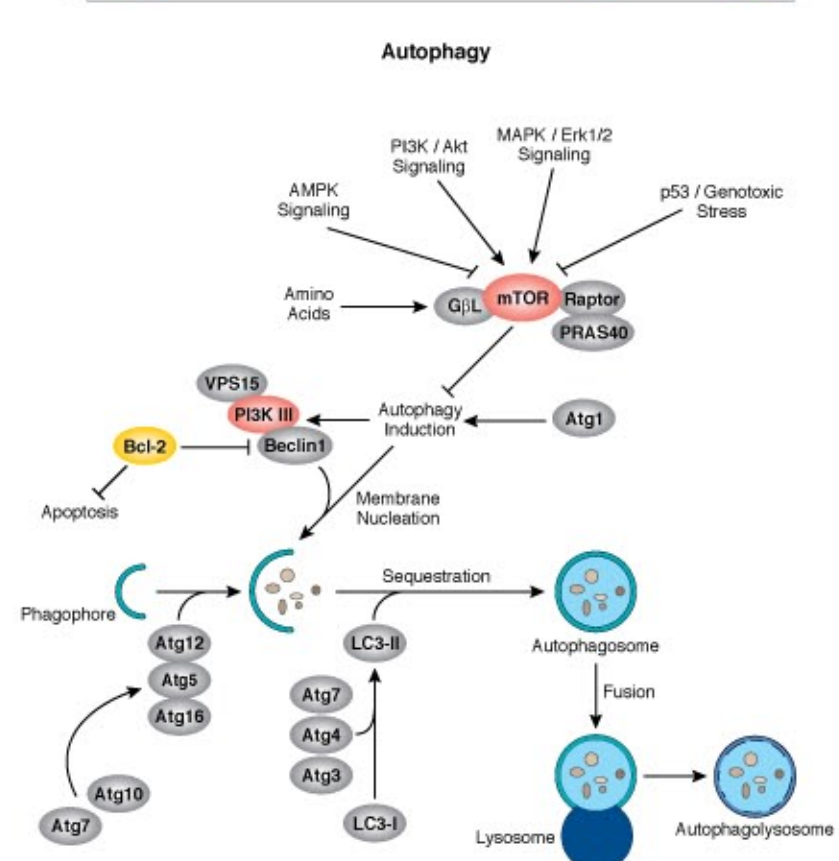 Autophagy
MAPK / Erk1/2
Signaling
PI3K / Akt
Signaling
AMPK
Signaling
p53 / Genotoxic
Stress
Amino
Acids
GβL
mTOR
Raptor
PRAS40
VPS15
PI3K III
Beclin1
Bcl-2
Autophagy
Induction
Atg1
Apoptosis
Membrane
Nucleation
Phagophore
Sequestration
Autophagosome
Atg12
Atg5
Atg16
LC3-II
Atg7
Atg4
Atg3
Fusion
Atg10
Atg7
LC3-I
Lysosome
Autophagolysosome